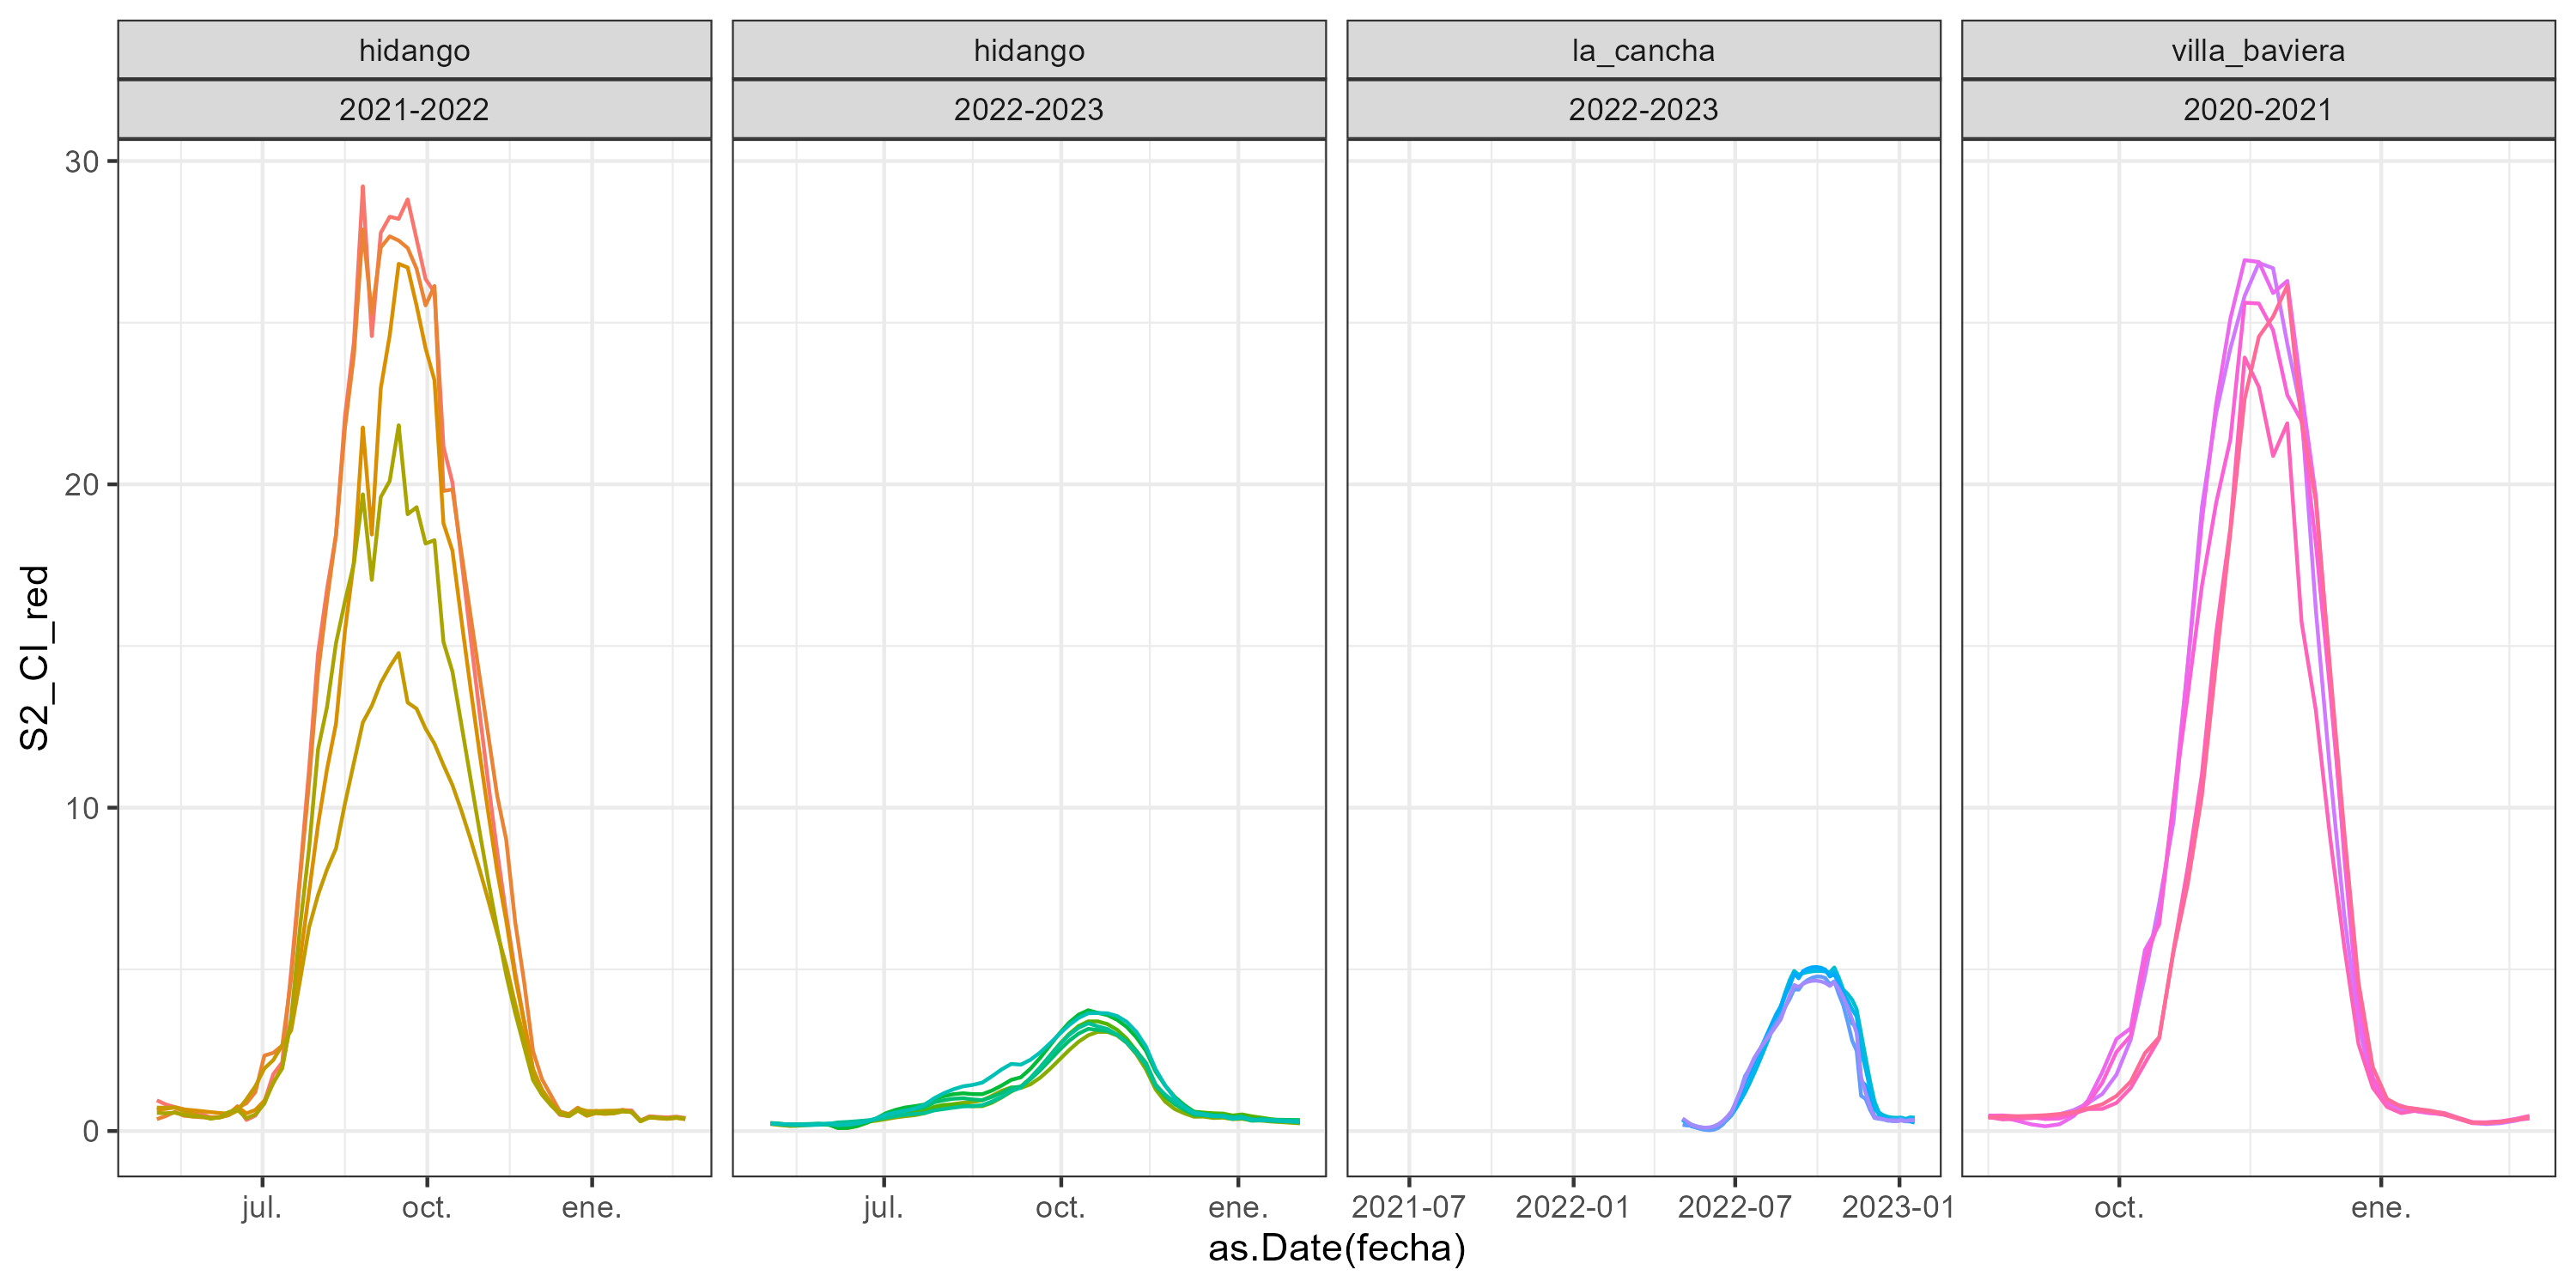 hidango
hidango
la_cancha
villa_baviera
2021-2022
2022-2023
2022-2023
2020-2021
30
20
10
0
S2_CI_red
jul.
oct.
ene.
jul.
oct.
ene.
2021-07
2022-01
2022-07
2023-01
oct.
ene.
as.Date(fecha)